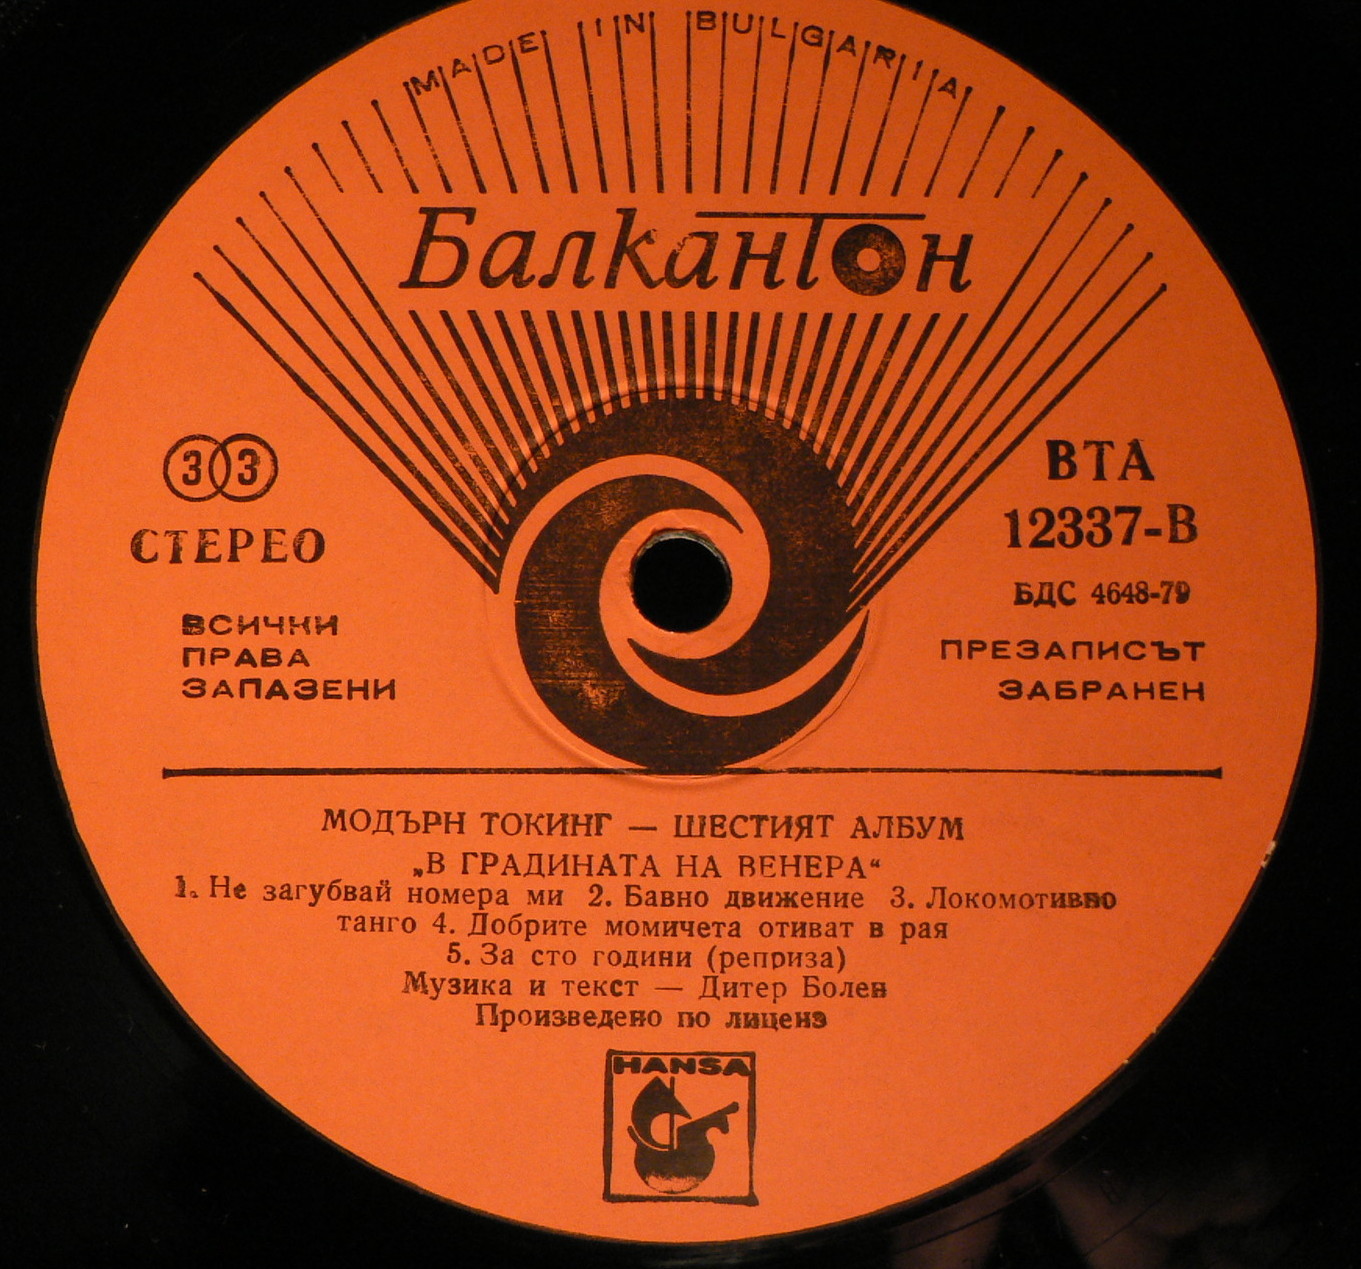 MADE IN BULGARIA
Балкантон
33
СТЕРЕО
ВСИЧКИ
ПРАВА
ЗАПАЗЕНИ
ВТА
12337-В
БДС 4648-79
ПРЕЗАПИСЪТ
ЗАБРАНЕН
МОДЪРН ТОКИНГ — ШЕСТИЯТ АЛБУМ
„В ГРАДИНАТА НА ВЕНЕРА“
1. Не загубвай номера ми 2. Бавно движение 3. Локомотивно
танго 4. Добрите момичета отиват в рая
5. За сто години (реприза)
Музика и текст — Дитер Болен
Произведено по лиценз
HANSA